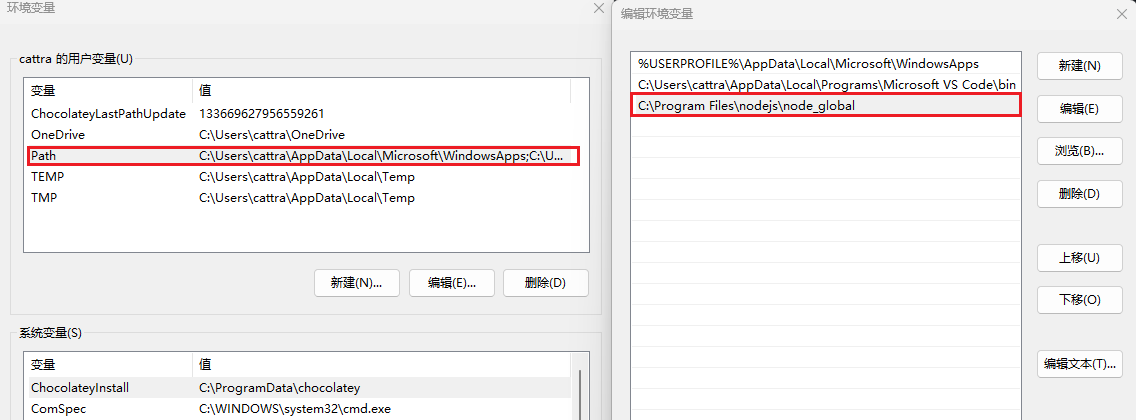 环境变量
cattra 的用户变量(U)
变量 值
ChocolateyLastPathUpdate 133669627956559261
OneDrive C:\Users\cattra\OneDrive
Path C:\Users\cattra\AppData\Local\Microsoft\WindowsApps;C:\U...
TEMP C:\Users\cattra\AppData\Local\Temp
TMP C:\Users\cattra\AppData\Local\Temp
新建(N)... 编辑(E)... 删除(D)
系统变量(S)
变量 值
ChocolateyInstall C:\ProgramData\chocolatey
ComSpec C:\WINDOWS\system32\cmd.exe
编辑环境变量
%USERPROFILE%\AppData\Local\Microsoft\WindowsApps
C:\Users\cattra\AppData\Local\Programs\Microsoft VS Code\bin
C:\Program Files\nodejs\node_global
新建(N)
编辑(E)
浏览(B)...
删除(D)
上移(U)
下移(O)
编辑文本(T)...